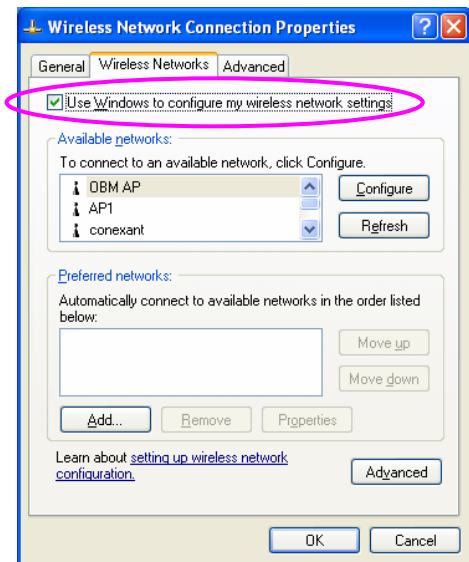 Wireless Network Connection Properties
General Wireless Networks Advanced
Use Windows to configure my wireless network settings
Available networks:
To connect to an available network, click Configure.
OBM AP
AP1
conexant
Configure
Refresh
Preferred networks:
Automatically connect to available networks in the order listed
below:
Move up
Move down
Add... Remove Properties
Learn about setting up wireless network
configuration.
Advanced
OK Cancel